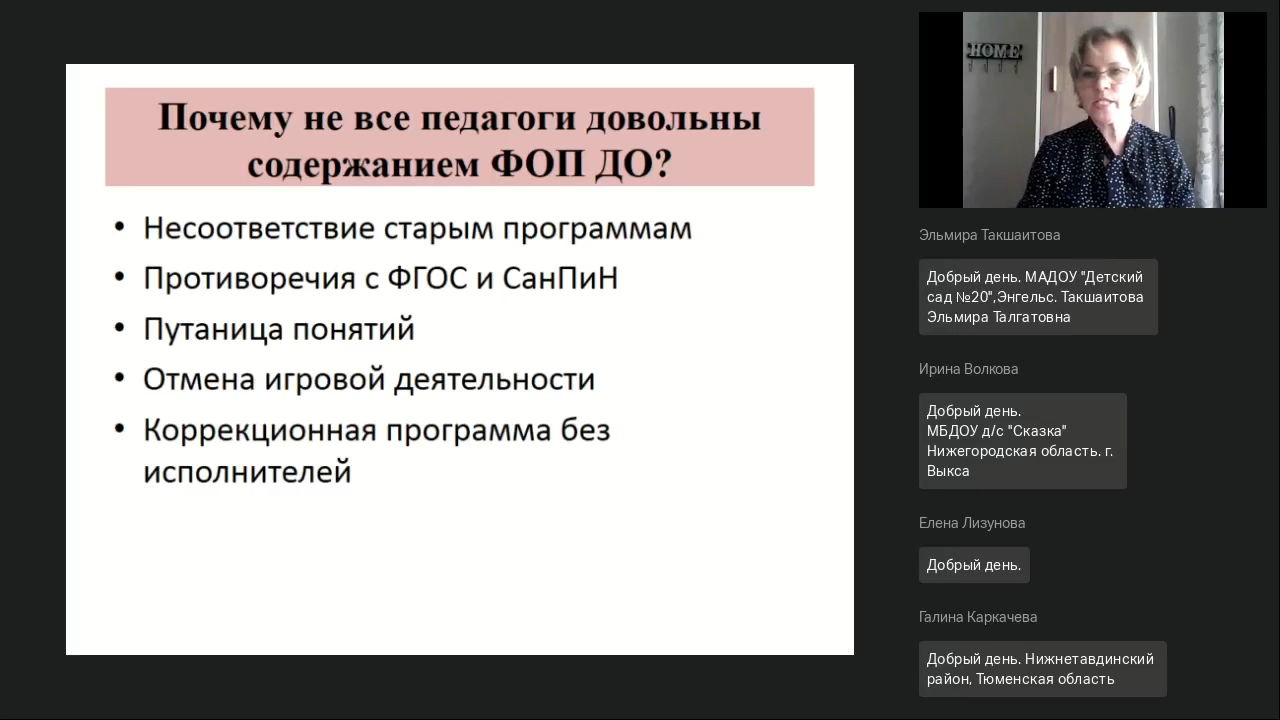 Почему не все педагоги довольны
содержанием ФОП ДО?
• Несоответствие старым программам
• Противоречия с ФГОС и СанПиН
• Путаница понятий
• Отмена игровой деятельности
• Коррекционная программа без
исполнителей
HOME
Эльмира Такшаитова
Добрый день. МАДОУ "Детский
сад №20",Энгельс. Такшаитова
Эльмира Талгатовна
Ирина Волкова
Добрый день.
МБДОУ д/с "Сказка"
Нижегородская область. г.
Выкса
Елена Лизунова
Добрый день.
Галина Каркачева
Добрый день. Нижнетавдинский
район, Тюменская область